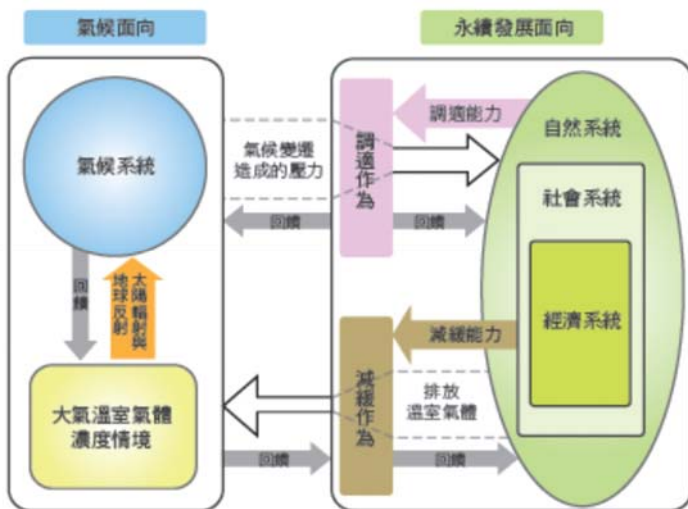 氣候面向
永續發展面向
氣候系統
氣候變遷
造成的壓力
調適作為
調適能力
自然系統
社會系統
經濟系統
回饋
回饋
回饋
太陽輻射與
地球反射
減緩能力
減緩作為
排放
溫室氣體
大氣溫室氣體
濃度情境
回饋
回饋